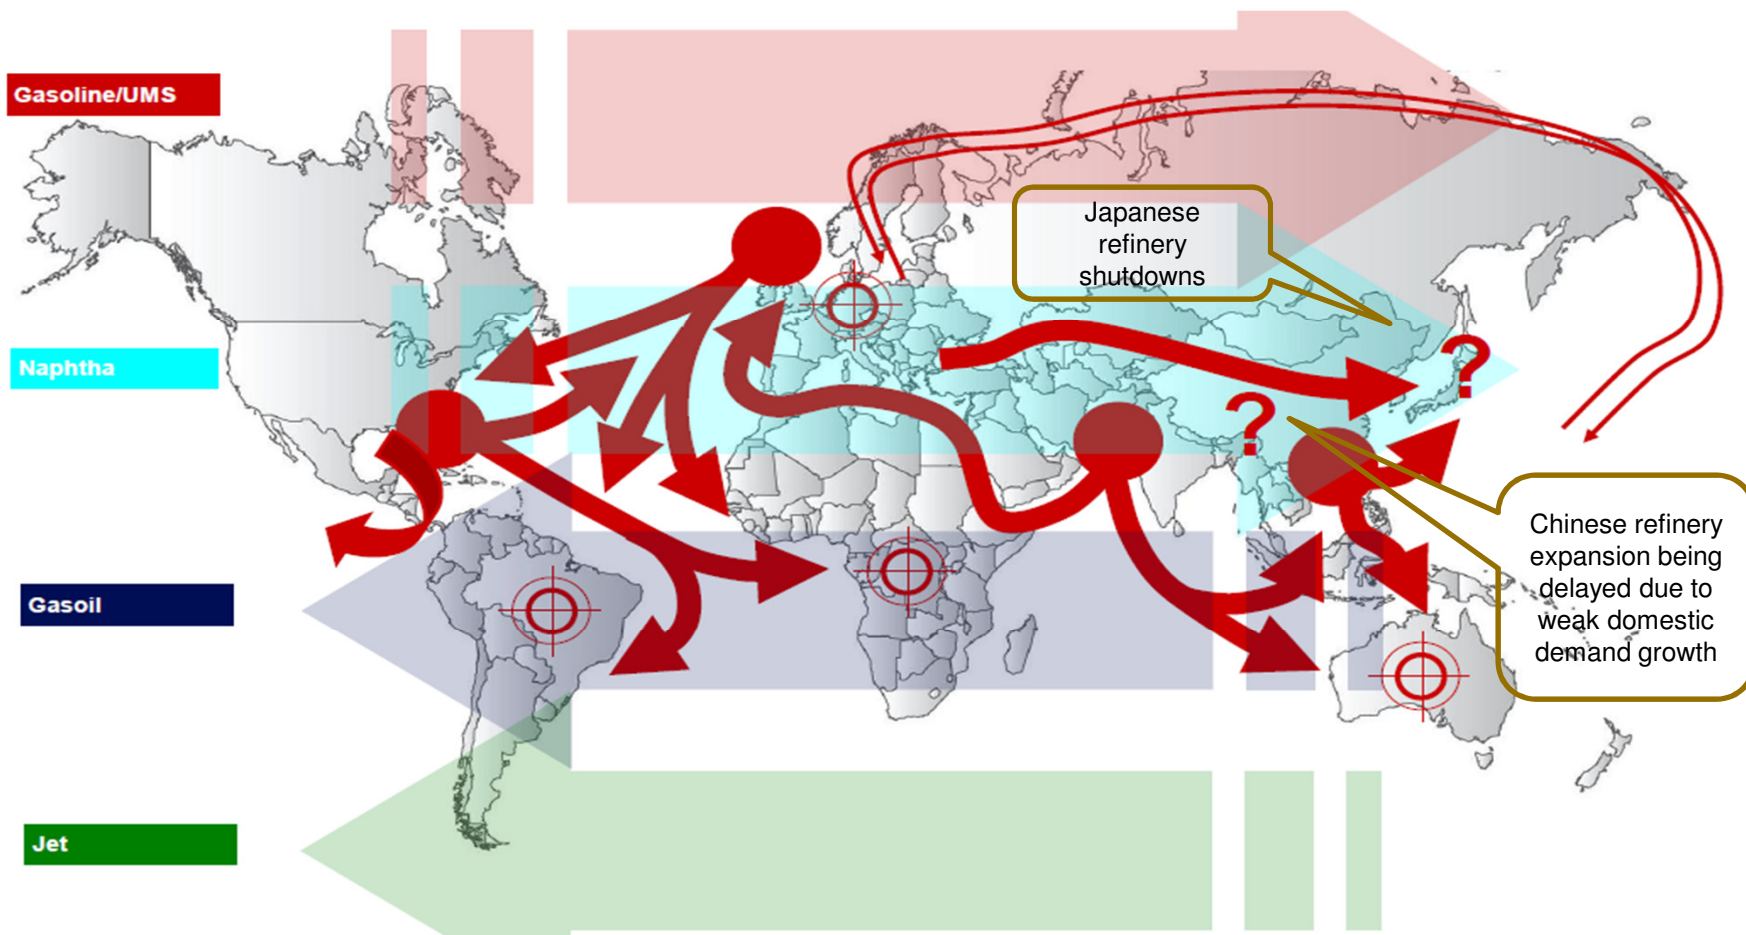 Gasoline/UMS
Japanese
refinery
shutdowns
Naphtha
?
?
Chinese refinery
expansion being
delayed due to
weak domestic
demand growth
Gasoil
Jet